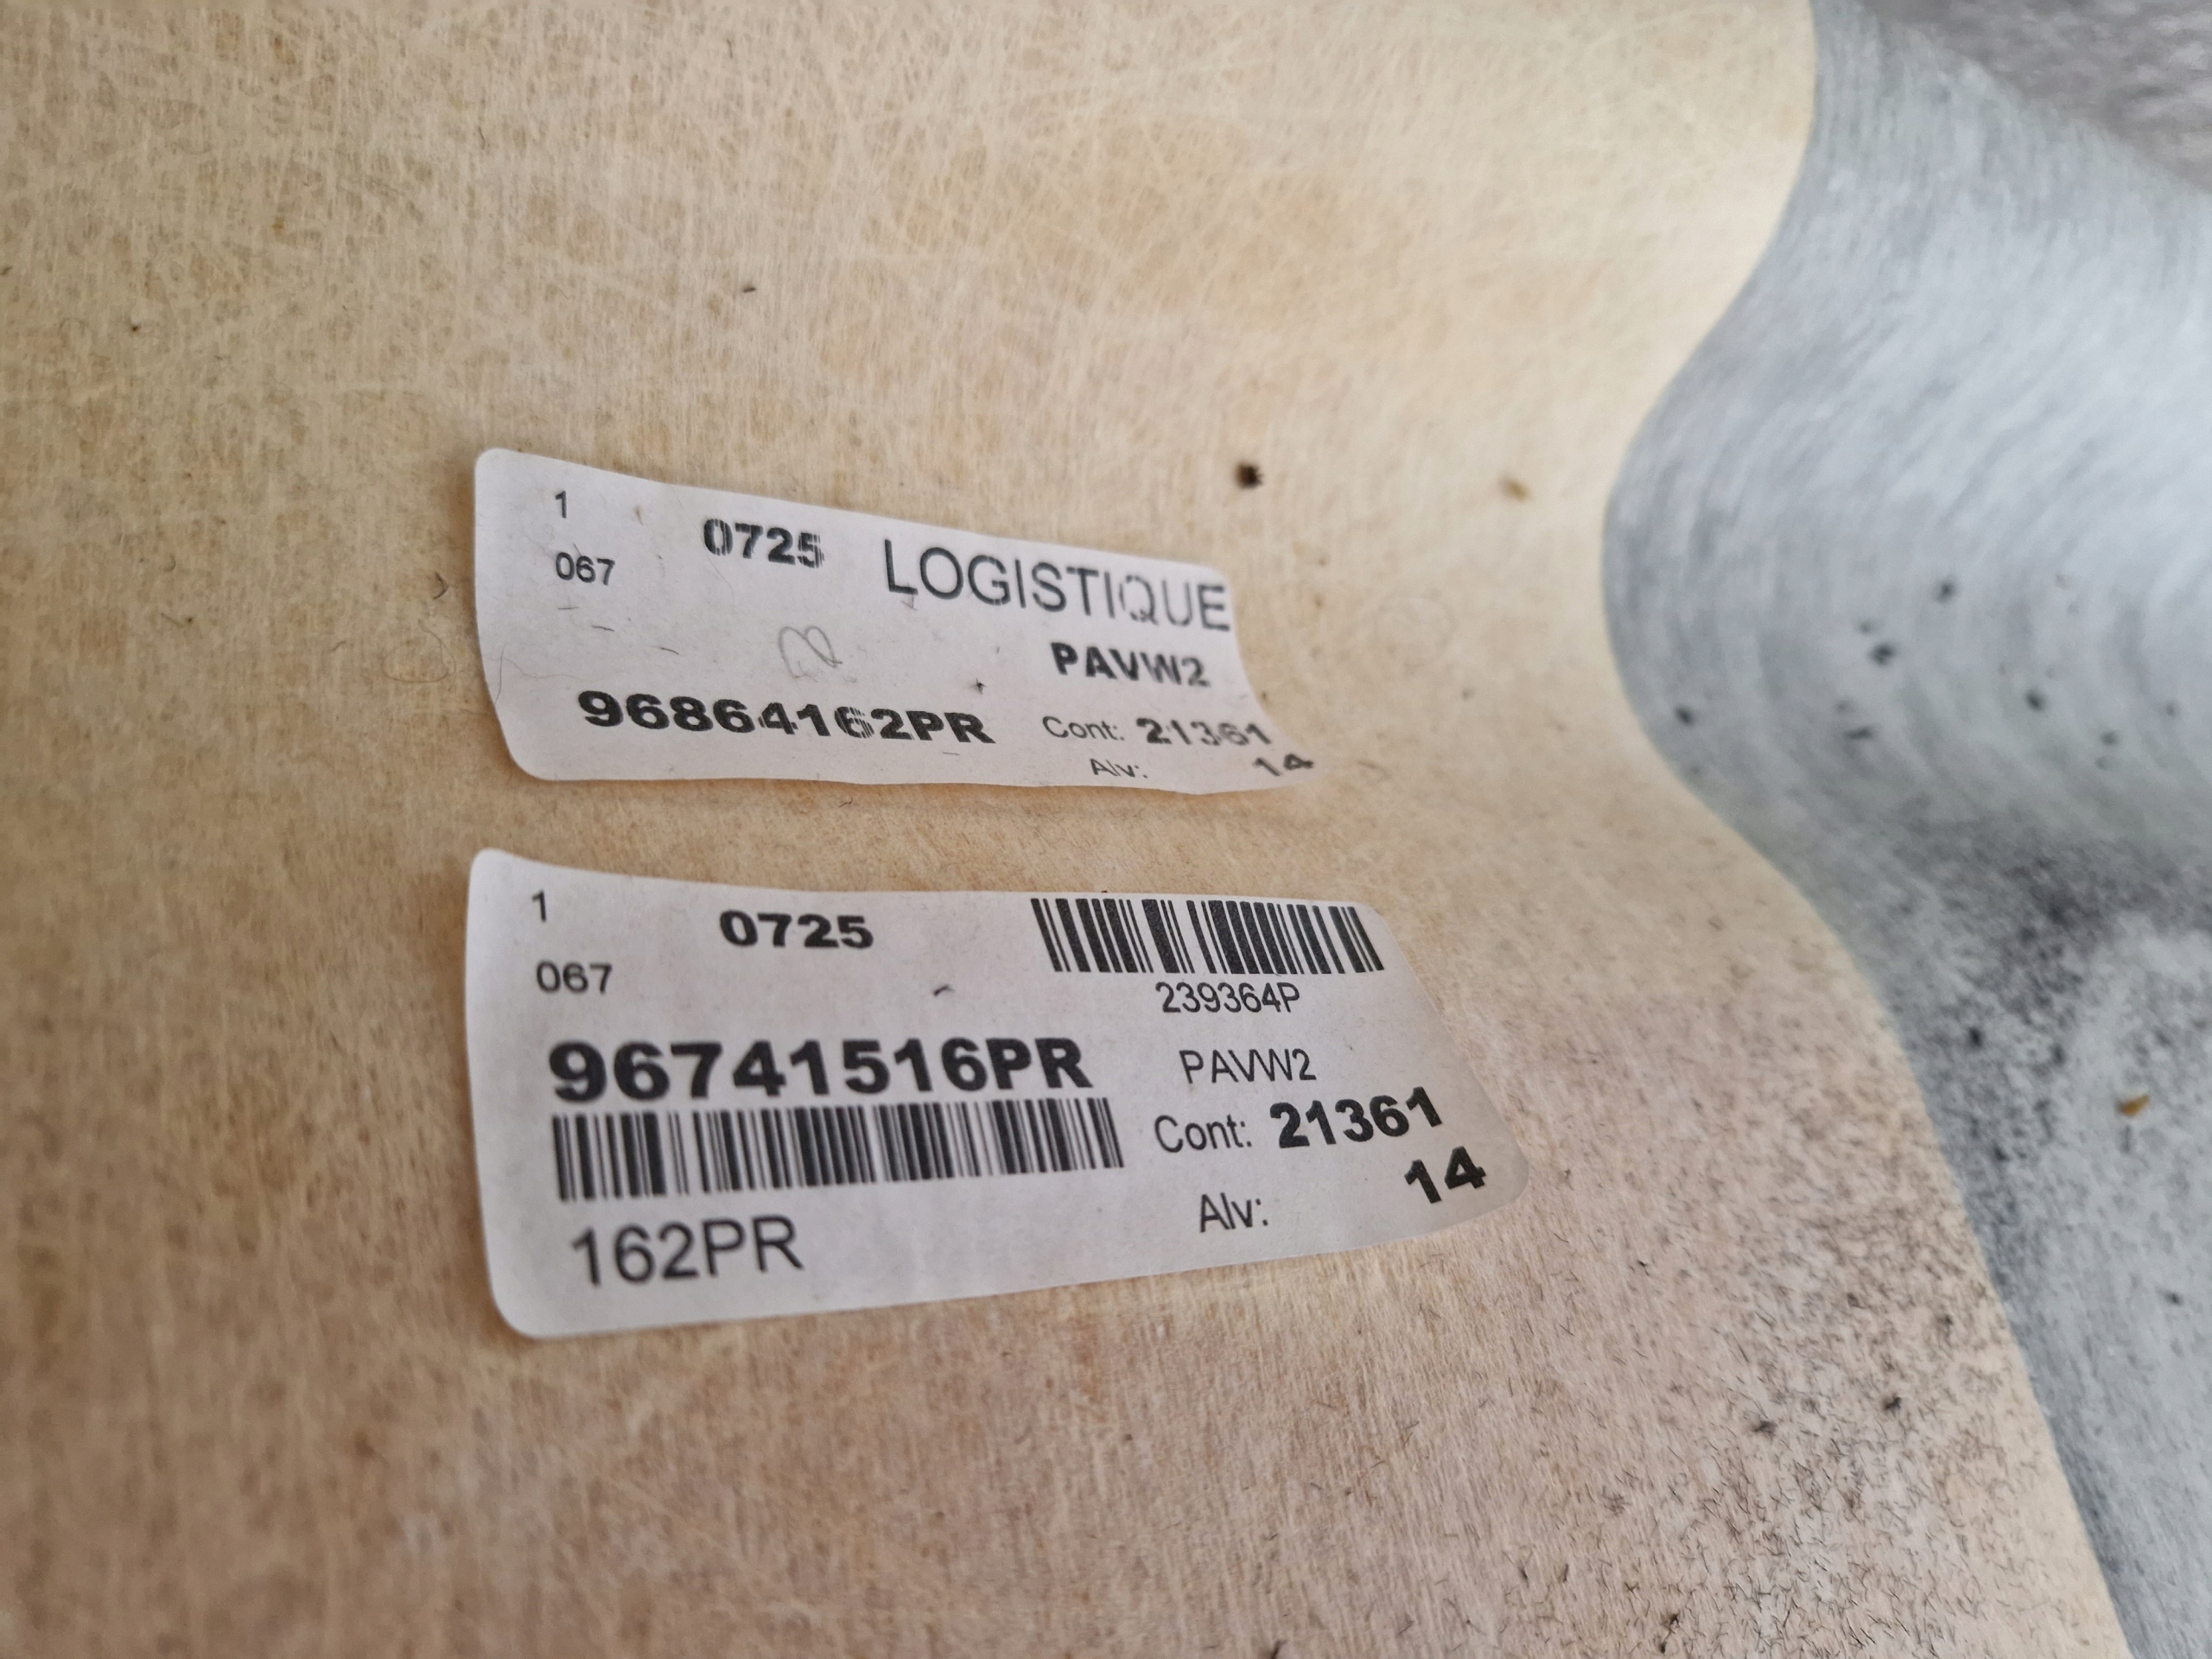 1
0725 LOGISTIQUE
067
PAVW2
96864162PR Cont: 21361
Alv: 14
1
0725
067
239364P
96741516PR
PAVW2
Cont: 21361
162PR
Alv: 14